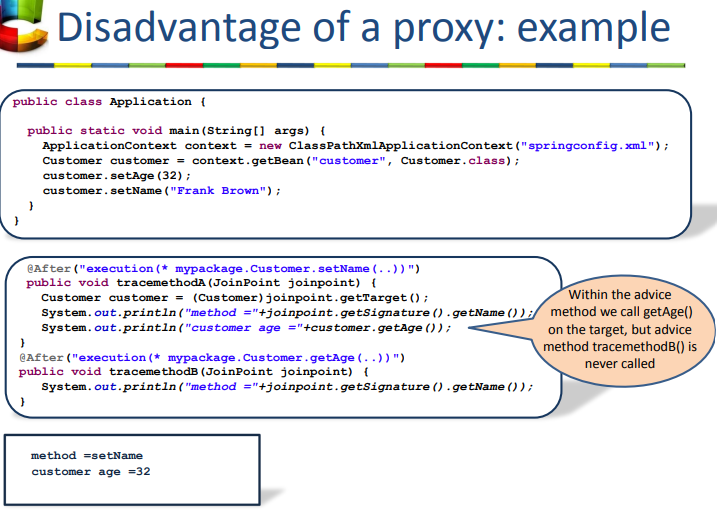 Disadvantage of a proxy: example
public class Application {
public static void main(String[] args) {
ApplicationContext context = new ClassPathXmlApplicationContext("springconfig.xml");
Customer customer = context.getBean("customer", Customer.class);
customer.setAge(32);
customer.setName("Frank Brown");
}
}
@After("execution(* mypackage.Customer.setName(..))")
public void tracemethodA(JoinPoint joinpoint) {
Customer customer = (Customer)joinpoint.getTarget();
System.out.println("method ="+joinpoint.getSignature().getName());
System.out.println("customer age ="+customer.getAge());
}
@After("execution(* mypackage.Customer.getAge(..))")
public void tracemethodB(JoinPoint joinpoint) {
System.out.println("method ="+joinpoint.getSignature().getName());
}
Within the advice
method we call getAge()
on the target, but advice
method tracemethodB() is
never called
method =setName
customer age =32